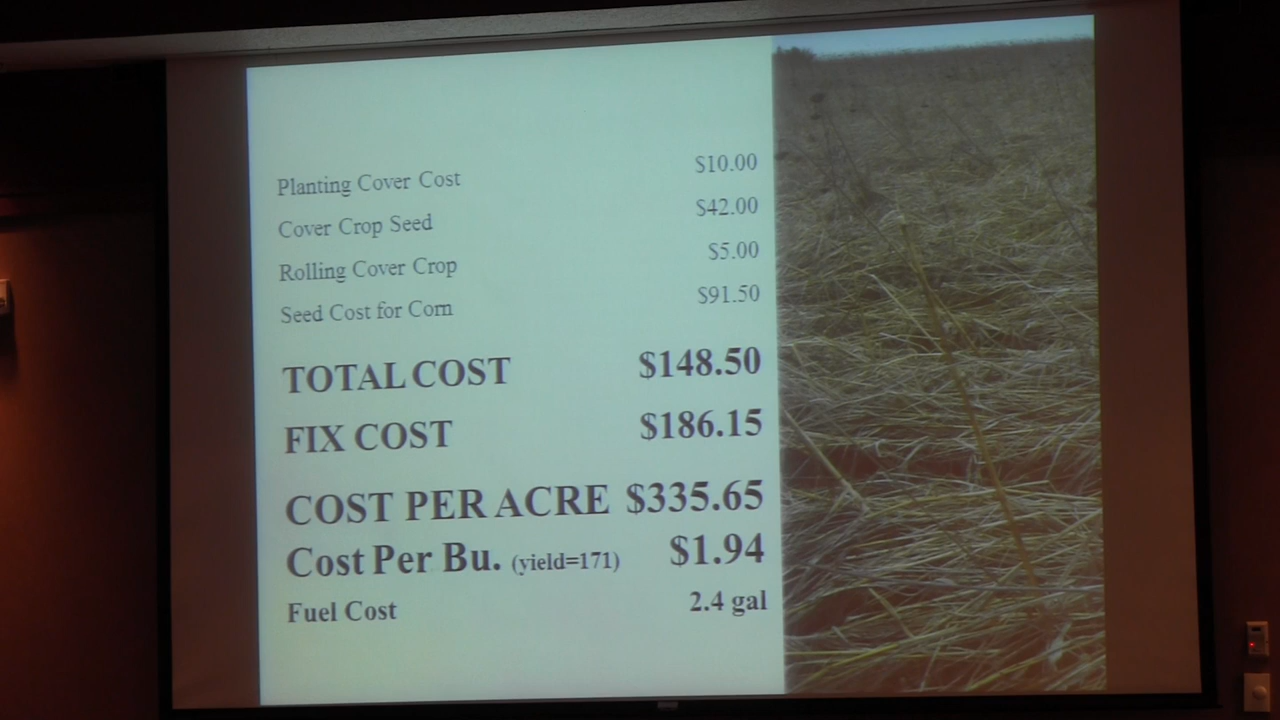 Planting Cover Cost $10.00
Cover Crop Seed $42.00
Rolling Cover Crop $5.00
Seed Cost for Corn $91.50
TOTAL COST $148.50
FIX COST $186.15
COST PER ACRE $335.65
Cost Per Bu. (yield=171) $1.94
Fuel Cost 2.4 gal